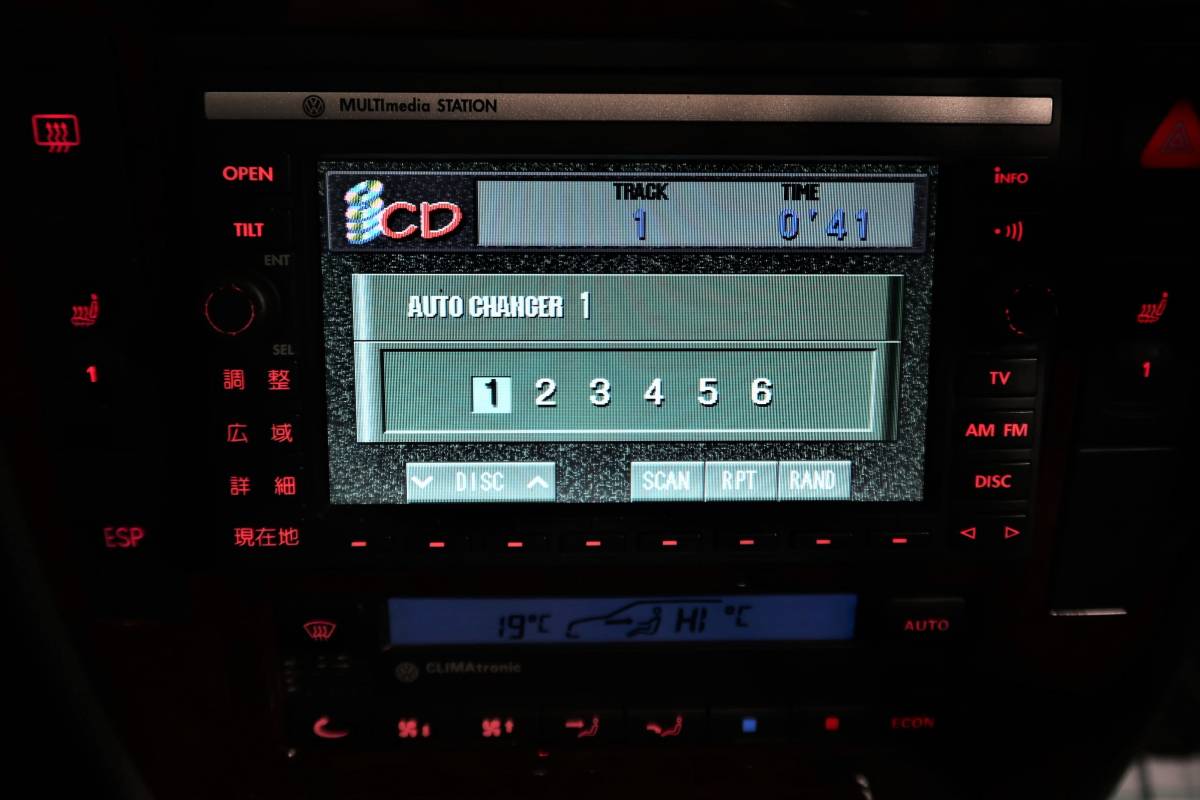 MULTImedia STATION
OPEN
TILT
ENT
SEL
調 整
広 域
詳 細
現在地
CD
TRACK TIME
1 0'41
AUTO CHANGER 1
1 2 3 4 5 6
DISC SCAN RPT RAND
INFO
TV
AM FM
DISC
1
1
ESP
19°C HI °C
AUTO
CLIMAtronic
ECON